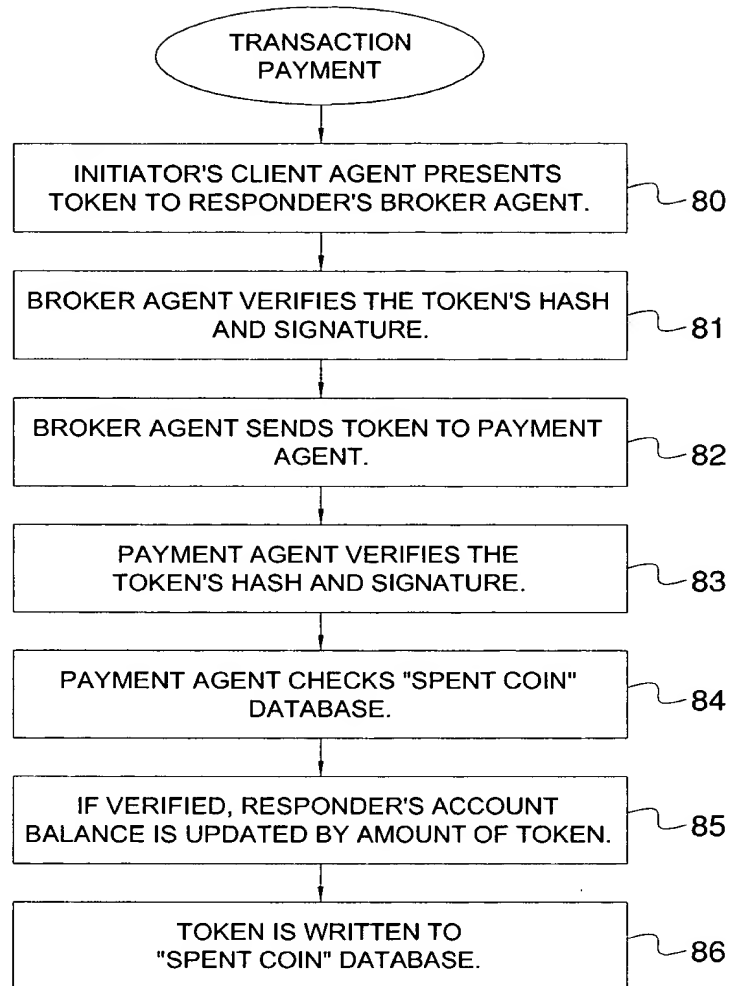 TRANSACTION
PAYMENT
INITIATOR'S CLIENT AGENT PRESENTS
TOKEN TO RESPONDER'S BROKER AGENT.
80
BROKER AGENT VERIFIES THE TOKEN'S HASH
AND SIGNATURE.
81
BROKER AGENT SENDS TOKEN TO PAYMENT
AGENT.
82
PAYMENT AGENT VERIFIES THE
TOKEN'S HASH AND SIGNATURE.
83
PAYMENT AGENT CHECKS "SPENT COIN"
DATABASE.
84
IF VERIFIED, RESPONDER'S ACCOUNT
BALANCE IS UPDATED BY AMOUNT OF TOKEN.
85
TOKEN IS WRITTEN TO
"SPENT COIN" DATABASE.
86